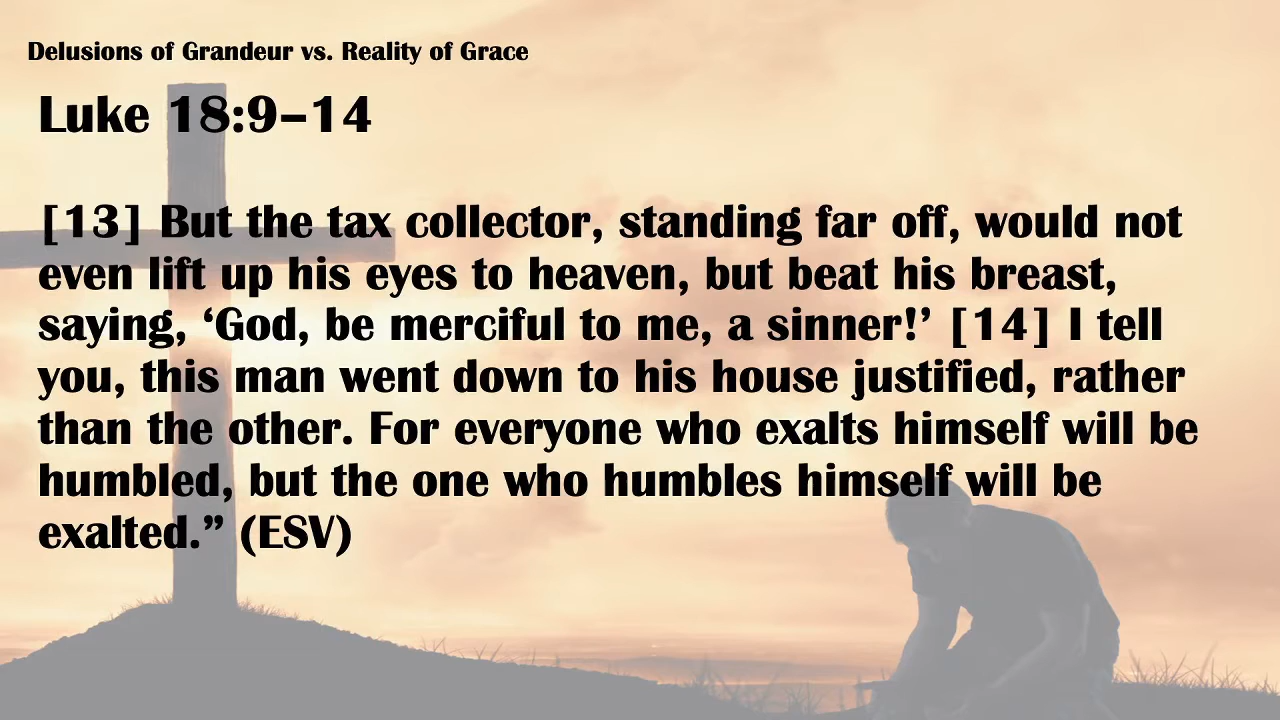 Delusions of Grandeur vs. Reality of Grace
Luke 18:9–14
[13] But the tax collector, standing far off, would not
even lift up his eyes to heaven, but beat his breast,
saying, ‘God, be merciful to me, a sinner!’ [14] I tell
you, this man went down to his house justified, rather
than the other. For everyone who exalts himself will be
humbled, but the one who humbles himself will be
exalted.” (ESV)